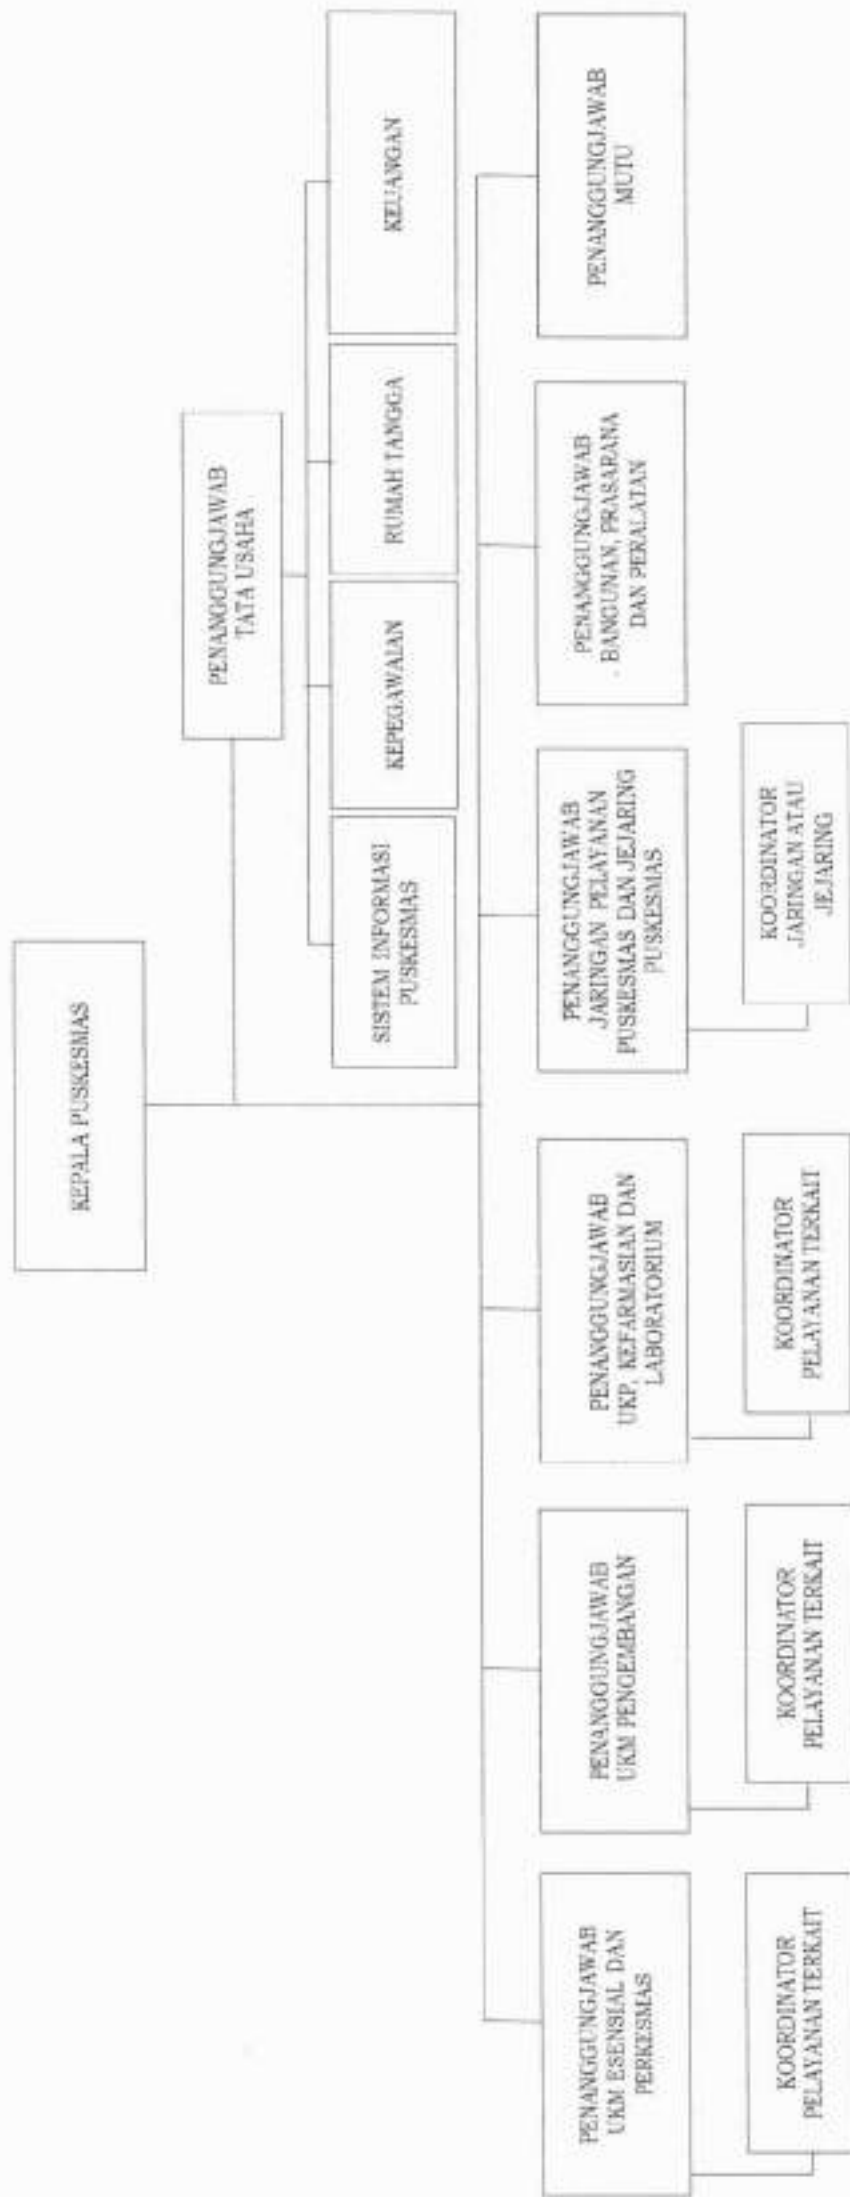 KEPALA PUSKESMAS
PENANGGUNGJAWAB
TATA USAHA
SISTEM INFORMASI
PUSKESMAS
KEPEGAWAIAN
RUMAH TANGGA
KEUANGAN
PENANGGUNGJAWAB
UKM ESENSIAL DAN
PERKESMAS
PENANGGUNGJAWAB
UKM PENGEMBANGAN
PENANGGUNGJAWAB
UKP, KEFARMASIAN DAN
LABORATORIUM
PENANGGUNGJAWAB
JARINGAN PELAYANAN
PUSKESMAS DAN JEJARING
PUSKESMAS
PENANGGUNGJAWAB
BANGUNAN, PRASARANA
DAN PERALATAN
PENANGGUNGJAWAB
MUTU
KOORDINATOR
PELAYANAN TERKAIT
KOORDINATOR
PELAYANAN TERKAIT
KOORDINATOR
PELAYANAN TERKAIT
KOORDINATOR
JARINGAN ATAU
JEJARING